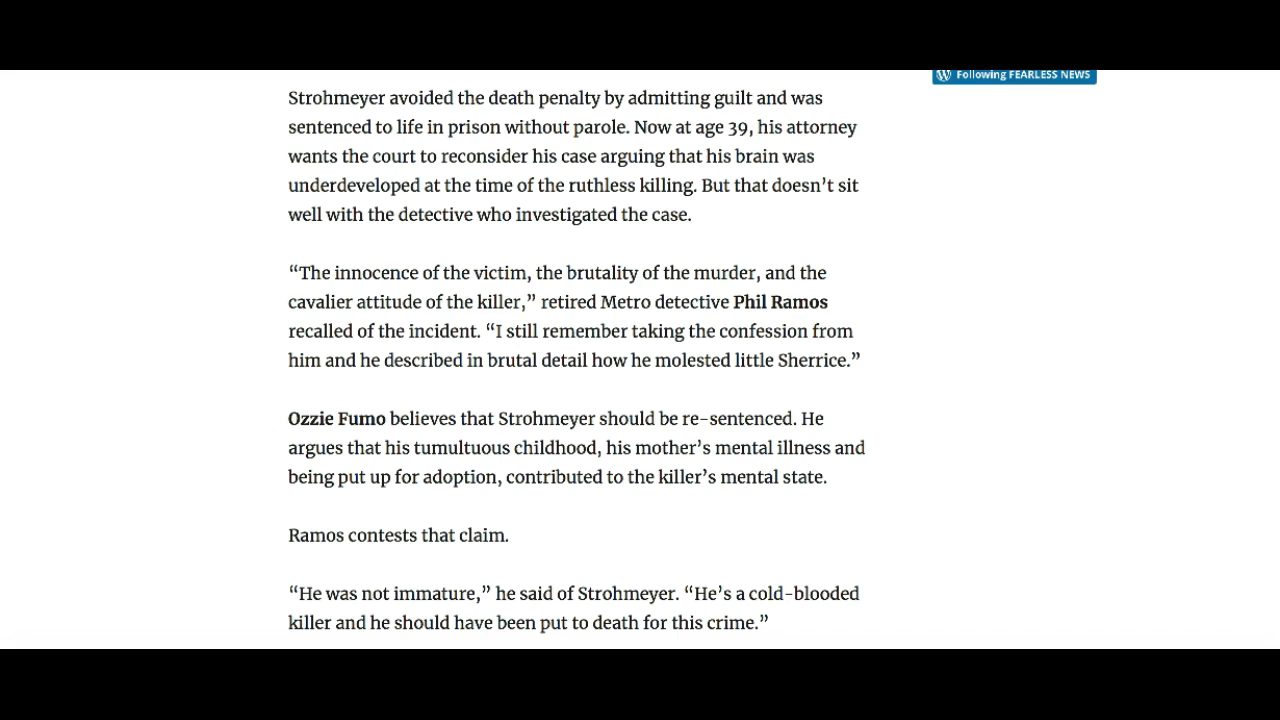 Following FEARLESS NEWS
Strohmeyer avoided the death penalty by admitting guilt and was
sentenced to life in prison without parole. Now at age 39, his attorney
wants the court to reconsider his case arguing that his brain was
underdeveloped at the time of the ruthless killing. But that doesn’t sit
well with the detective who investigated the case.
“The innocence of the victim, the brutality of the murder, and the
cavalier attitude of the killer,” retired Metro detective Phil Ramos
recalled of the incident. “I still remember taking the confession from
him and he described in brutal detail how he molested little Sherrice.”
Ozzie Fumo believes that Strohmeyer should be re-sentenced. He
argues that his tumultuous childhood, his mother’s mental illness and
being put up for adoption, contributed to the killer’s mental state.
Ramos contests that claim.
“He was not immature,” he said of Strohmeyer. “He’s a cold-blooded
killer and he should have been put to death for this crime.”